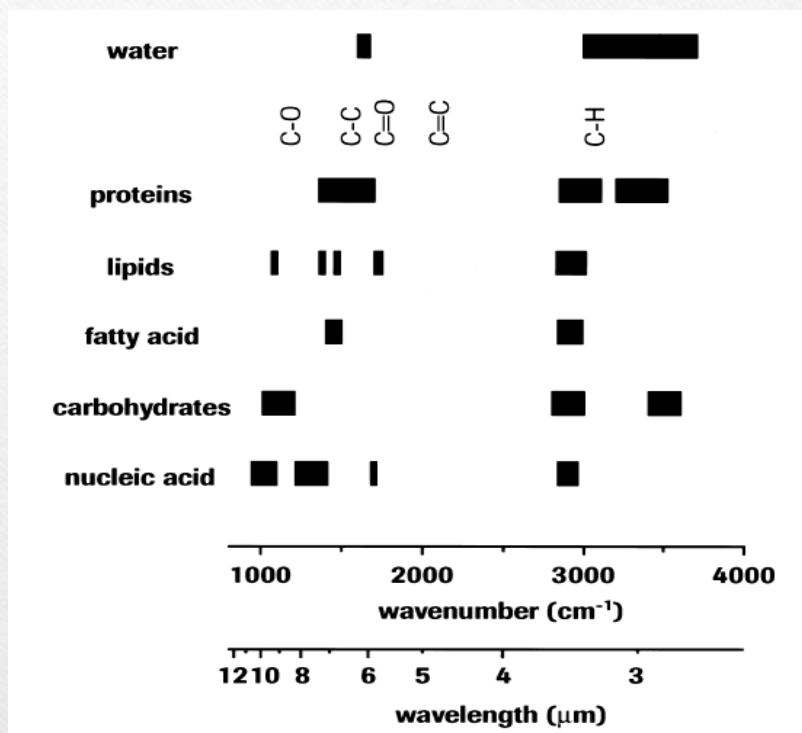 water
C-O C-C C=O C=C C-H
proteins
lipids
fatty acid
carbohydrates
nucleic acid
1000 2000 3000 4000
wavenumber (cm⁻¹)
12 10 8 6 5 4 3
wavelength (μm)